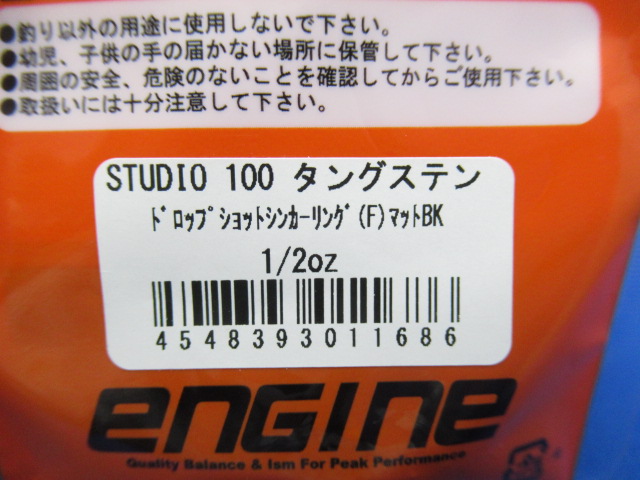 ●釣り以外の用途に使用しないで下さい。
●幼児、子供の手の届かない場所に保管して下さい。
●周囲の安全、危険のないことを確認してからご使用下さい。
●取扱いには十分注意して下さい。
STUDIO 100 タングステン
ﾄﾞﾛｯﾌﾟｼｮｯﾄｼﾝｶｰﾘﾝｸﾞ(F)ﾏｯﾄBK
1/2oz
4548393011686
enGIne
Quality Balance & Ism For Peak Performance